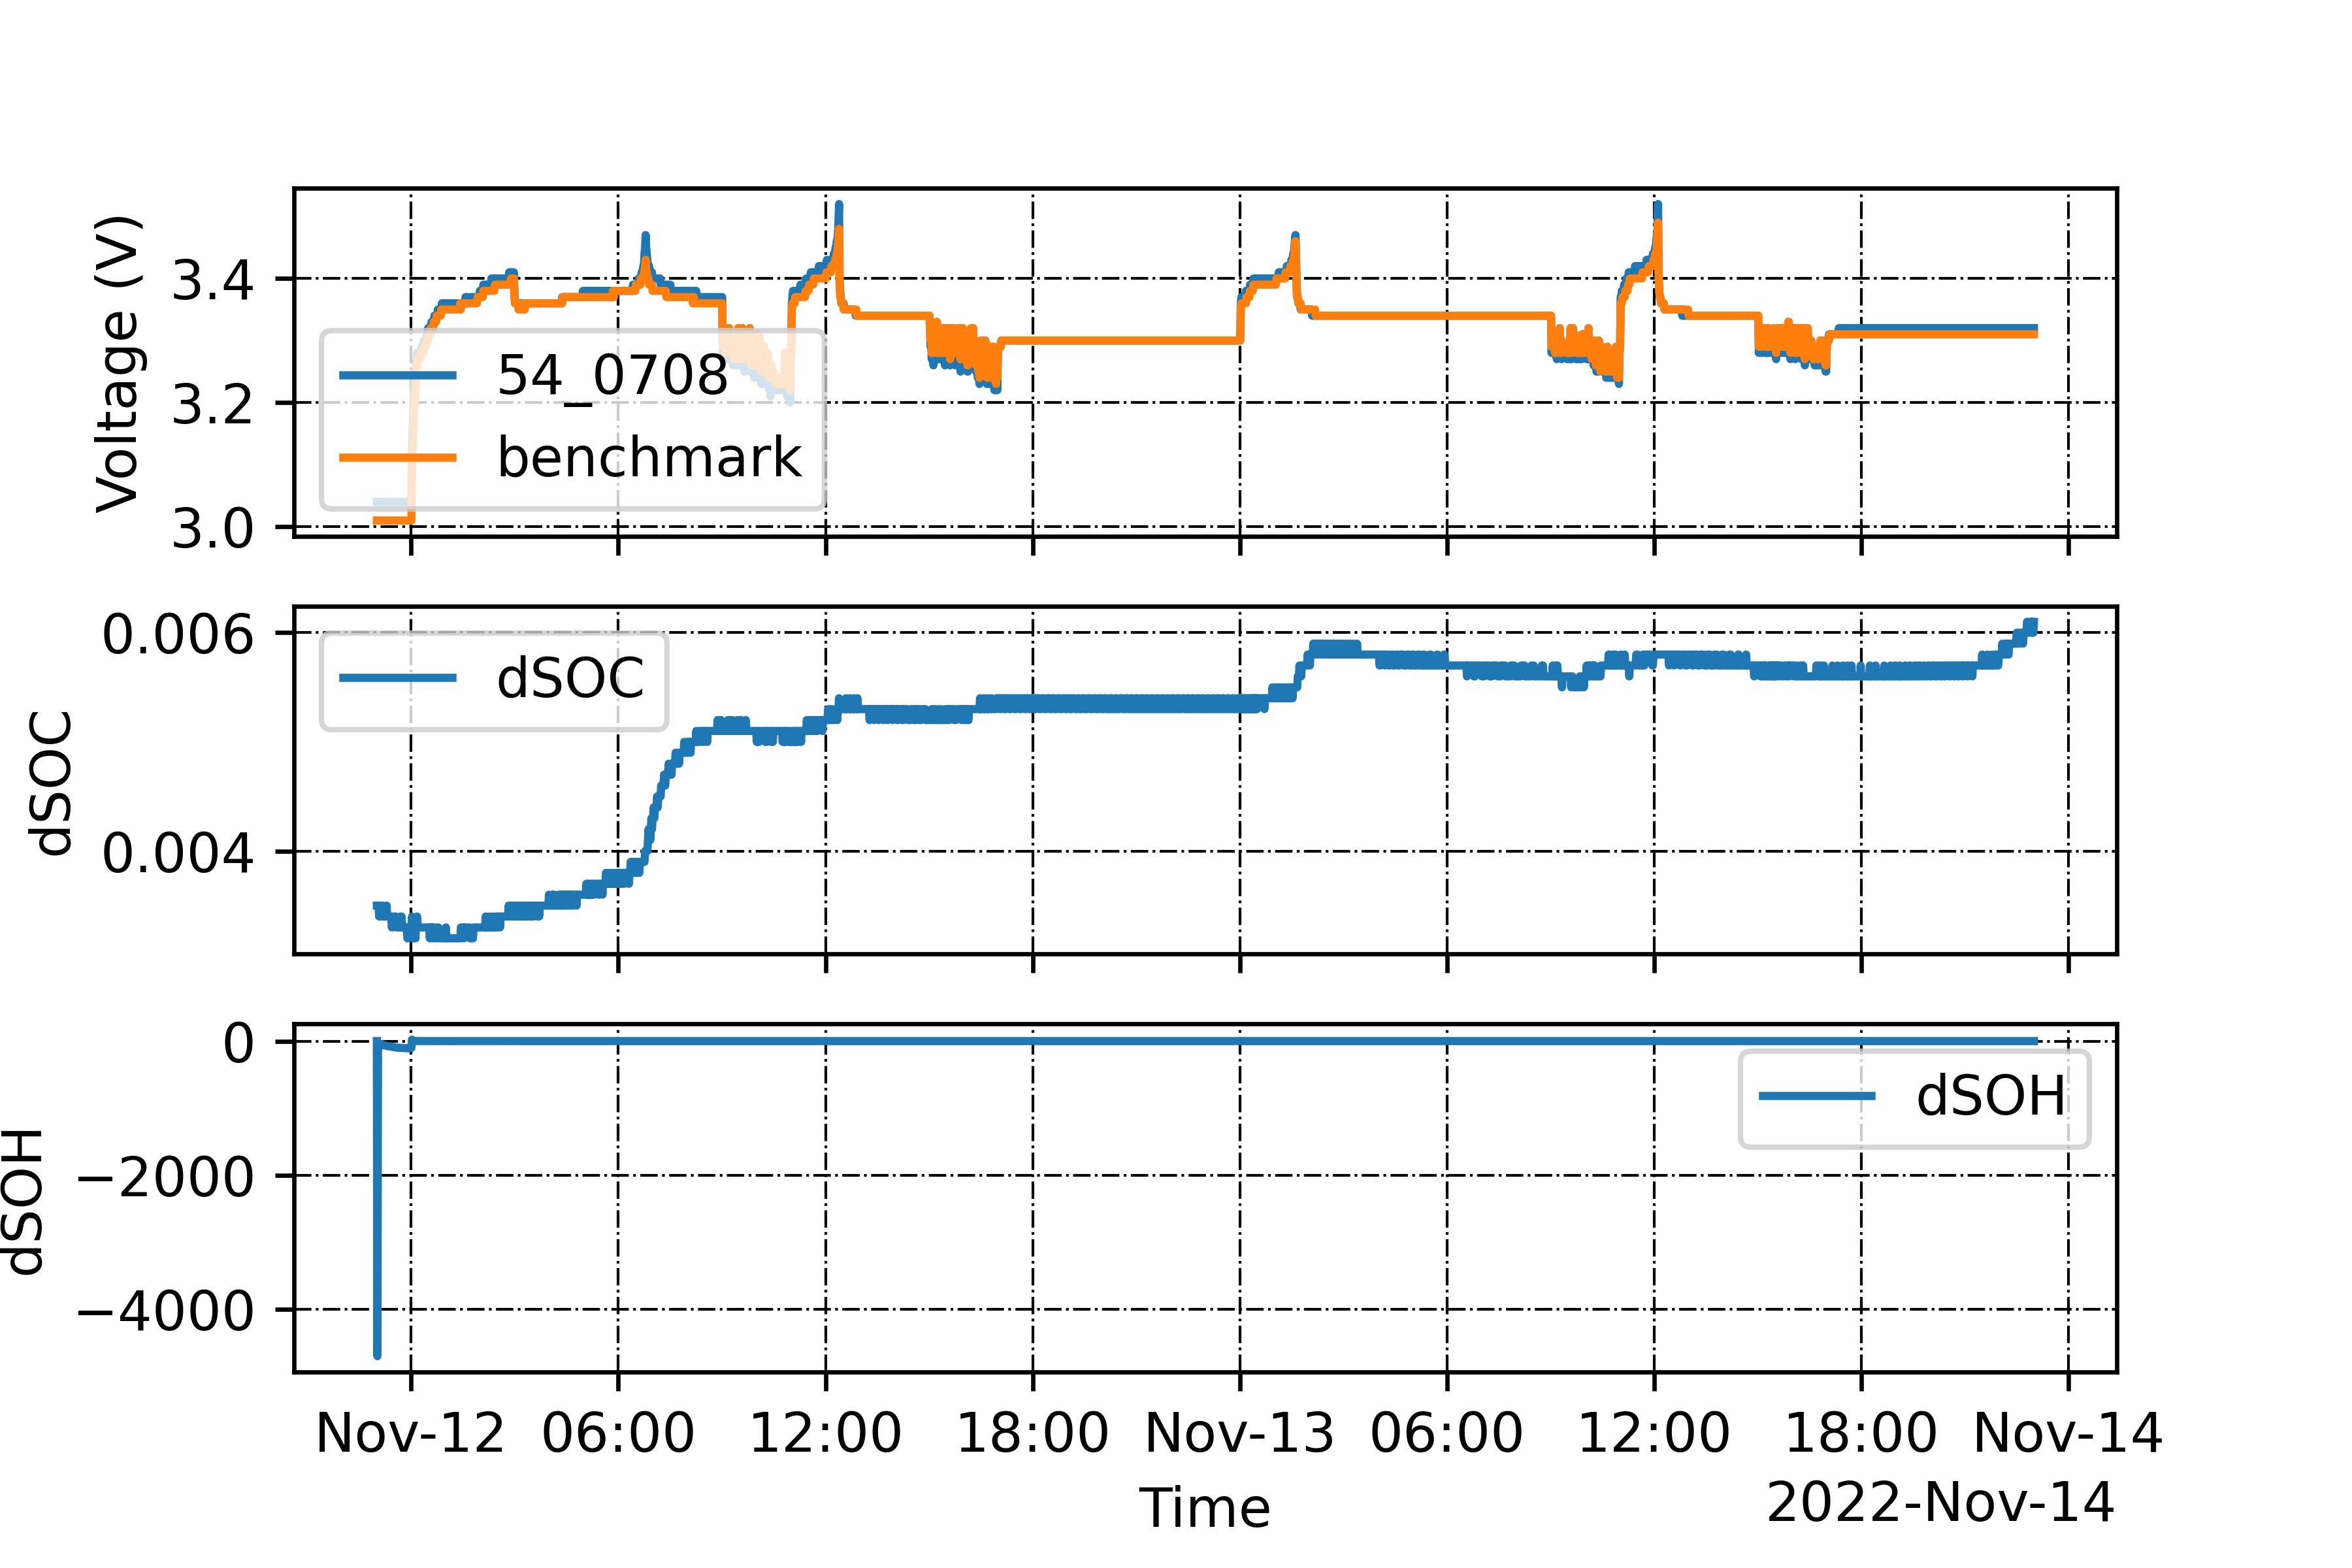 Voltage (V)
3.4
3.2
3.0
54_0708
benchmark
dSOC
0.006
0.004
dSOC
dSOH
0
−2000
−4000
dSOH
Nov-12 06:00 12:00 18:00 Nov-13 06:00 12:00 18:00 Nov-14
Time
2022-Nov-14